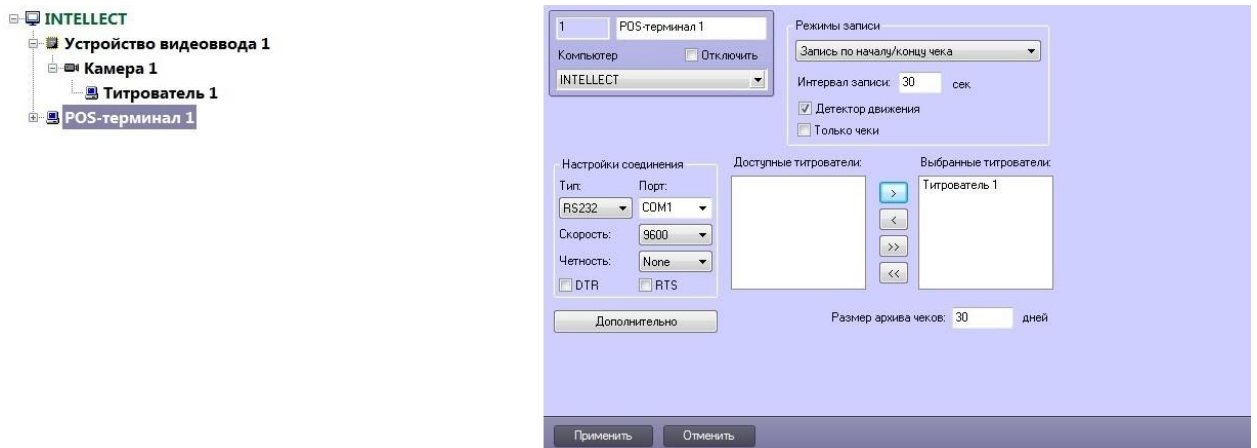 INTELLECT
Устройство видеоввода 1
Камера 1
Титрователь 1
POS-терминал 1
1 POS-терминал 1
Компьютер Отключить
INTELLECT
Режимы записи
Запись по началу/концу чека
Интервал записи: 30 сек
Детектор движения
Только чеки
Настройки соединения
Тип: Порт:
RS232 COM1
Скорость: 9600
Четность: None
DTR RTS
Дополнительно
Доступные титрователи:
>
<
>>
<<
Выбранные титрователи:
Титрователь 1
Размер архива чеков: 30 дней
Применить Отменить